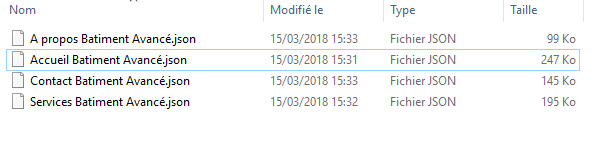 Nom Modifié le Type Taille
A propos Batiment Avancé.json 15/03/2018 15:33 Fichier JSON 99 Ko
Accueil Batiment Avancé.json 15/03/2018 15:31 Fichier JSON 247 Ko
Contact Batiment Avancé.json 15/03/2018 15:33 Fichier JSON 145 Ko
Services Batiment Avancé.json 15/03/2018 15:32 Fichier JSON 195 Ko